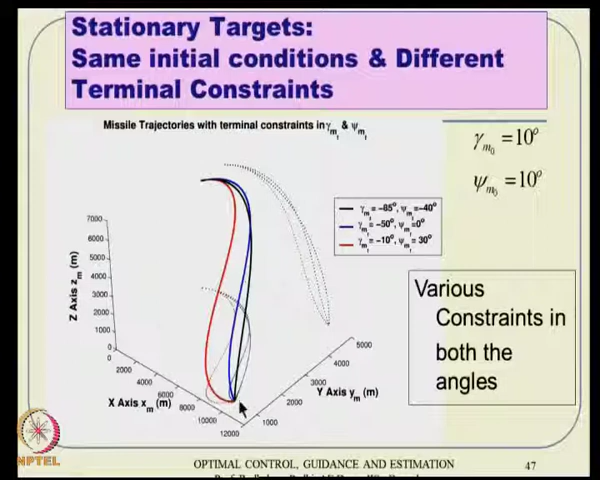 Stationary Targets:
Same initial conditions & Different
Terminal Constraints
Missile Trajectories with terminal constraints in γ_m_f & ψ_m_f
γ_m_0 = 10°
ψ_m_0 = 10°
γ_m_f = -85°, ψ_m_f = -40°
γ_m_f = -50°, ψ_m_f = 0°
γ_m_f = -10°, ψ_m_f = 30°
Various
Constraints in
both the
angles
Z Axis z_m (m)
7000
6000
5000
4000
3000
2000
1000
0
X Axis x_m (m)
0
2000
4000
6000
8000
10000
12000
Y Axis y_m (m)
1000
2000
3000
4000
5000
NPTEL
OPTIMAL CONTROL, GUIDANCE AND ESTIMATION
47